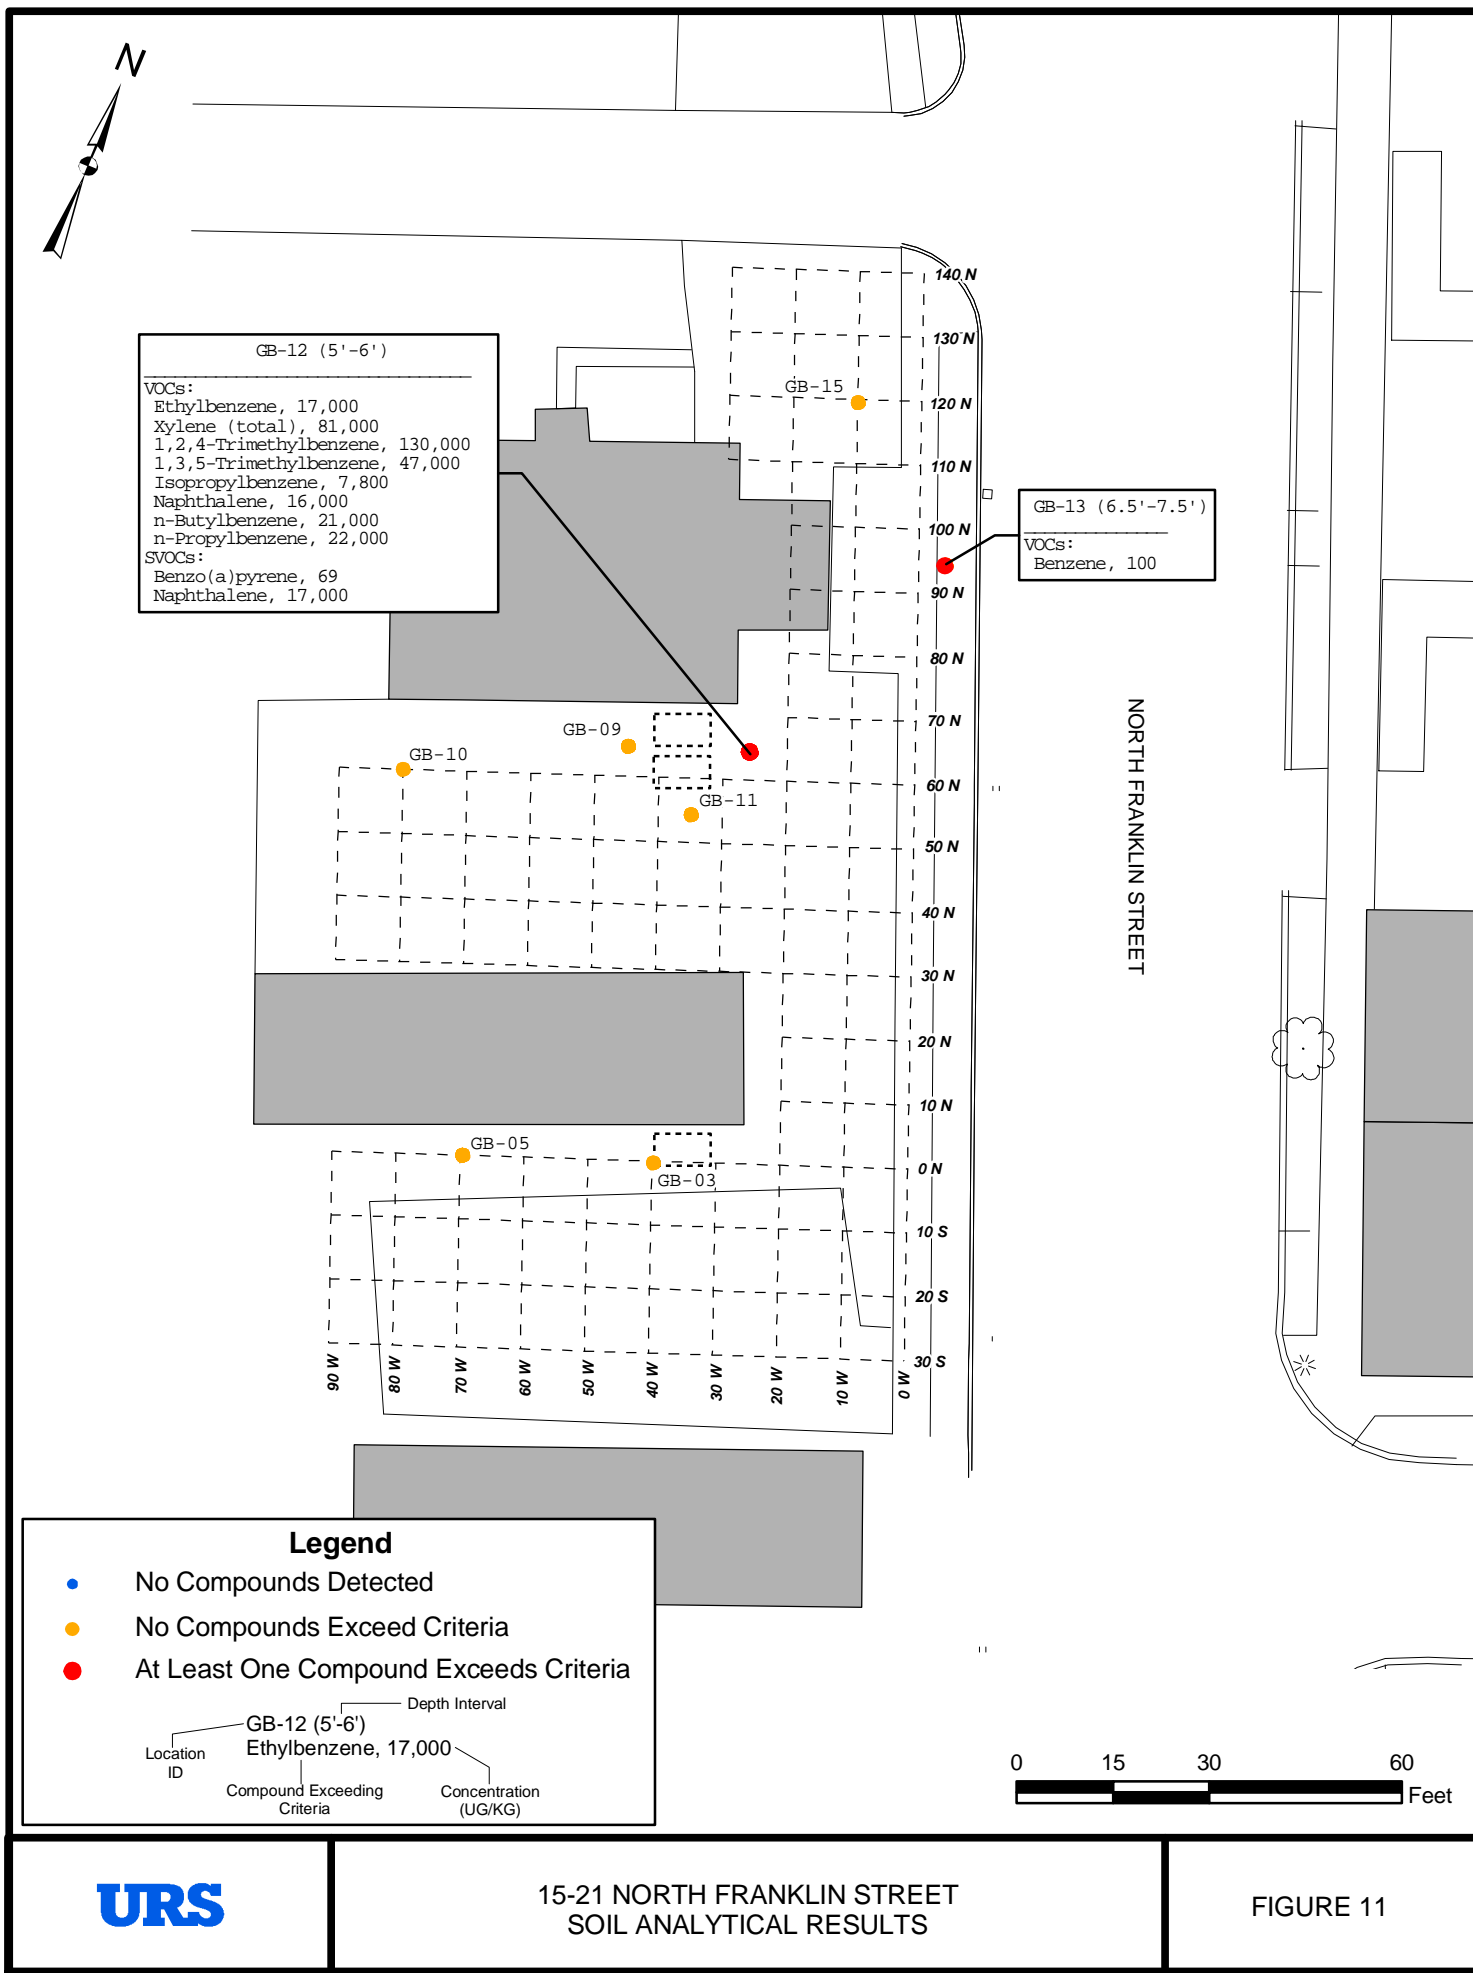 N
140 N
130 N
GB-12 (5'-6')
VOCs:
Ethylbenzene, 17,000
Xylene (total), 81,000
1,2,4-Trimethylbenzene, 130,000
1,3,5-Trimethylbenzene, 47,000
Isopropylbenzene, 7,800
Naphthalene, 16,000
n-Butylbenzene, 21,000
n-Propylbenzene, 22,000
SVOCs:
Benzo(a)pyrene, 69
Naphthalene, 17,000
GB-15
120 N
110 N
100 N
GB-13 (6.5'-7.5')
VOCs:
Benzene, 100
90 N
80 N
70 N
GB-09
GB-10
60 N
GB-11
50 N
40 N
30 N
NORTH FRANKLIN STREET
20 N
10 N
GB-05
0 N
GB-03
10 S
20 S
30 S
90 W
80 W
70 W
60 W
50 W
40 W
30 W
20 W
10 W
0 W
Legend
No Compounds Detected
No Compounds Exceed Criteria
At Least One Compound Exceeds Criteria
Depth Interval
GB-12 (5'-6')
Ethylbenzene, 17,000
Location
ID
Compound Exceeding
Criteria
Concentration
(UG/KG)
0 15 30 60
Feet
URS
15-21 NORTH FRANKLIN STREET
SOIL ANALYTICAL RESULTS
FIGURE 11